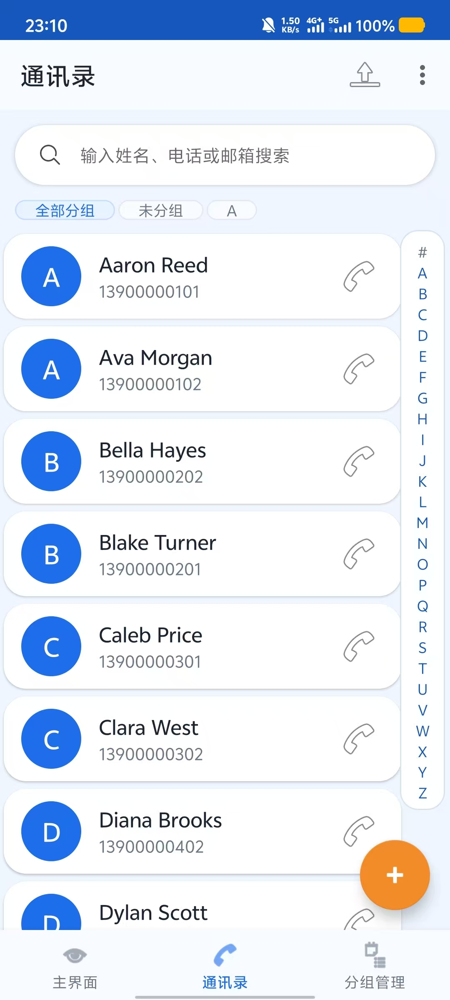 23:10
1.50 KB/s 4G+ 5G 100%
通讯录
输入姓名、电话或邮箱搜索
全部分组 未分组 A
A Aaron Reed
13900000101
A Ava Morgan
13900000102
B Bella Hayes
13900000202
B Blake Turner
13900000201
C Caleb Price
13900000301
C Clara West
13900000302
D Diana Brooks
13900000402
D Dylan Scott
#
A
B
C
D
E
F
G
H
I
J
K
L
M
N
O
P
Q
R
S
T
U
V
W
X
Y
Z
+
主界面 通讯录 分组管理